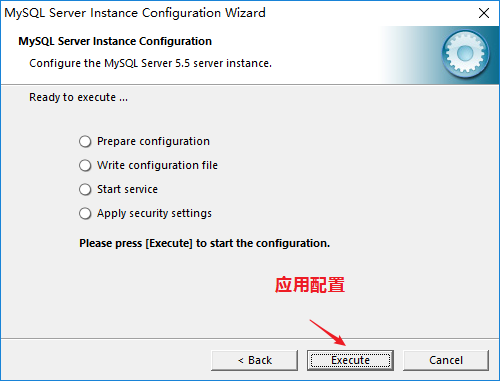 MySQL Server Instance Configuration Wizard
MySQL Server Instance Configuration
Configure the MySQL Server 5.5 server instance.
Ready to execute ...
Prepare configuration
Write configuration file
Start service
Apply security settings
Please press [Execute] to start the configuration.
应用配置
< Back
Execute
Cancel